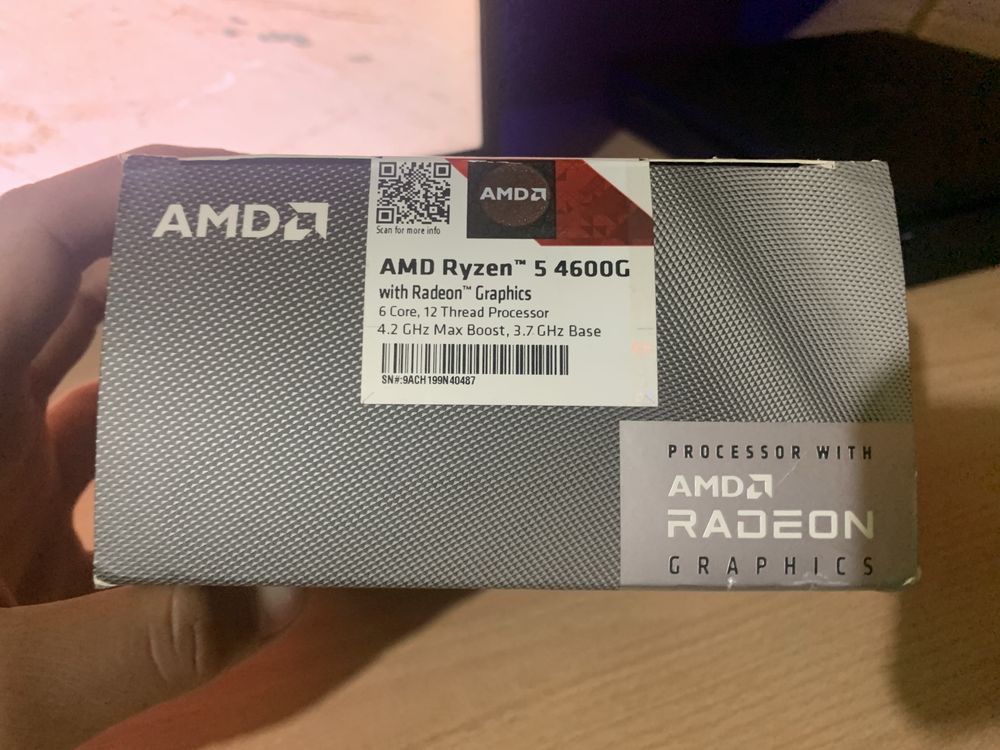 AMD
Scan for more info
AMD
AMD Ryzen™ 5 4600G
with Radeon™ Graphics
6 Core, 12 Thread Processor
4.2 GHz Max Boost, 3.7 GHz Base
SN#:9ACH199N40487
PROCESSOR WITH
AMD
RADEON
GRAPHICS